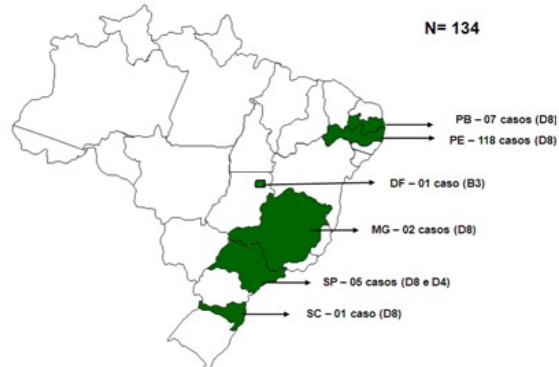 N= 134
PB – 07 casos (D8)
PE – 118 casos (D8)
DF – 01 caso (B3)
MG – 02 casos (D8)
SP – 05 casos (D8 e D4)
SC – 01 caso (D8)